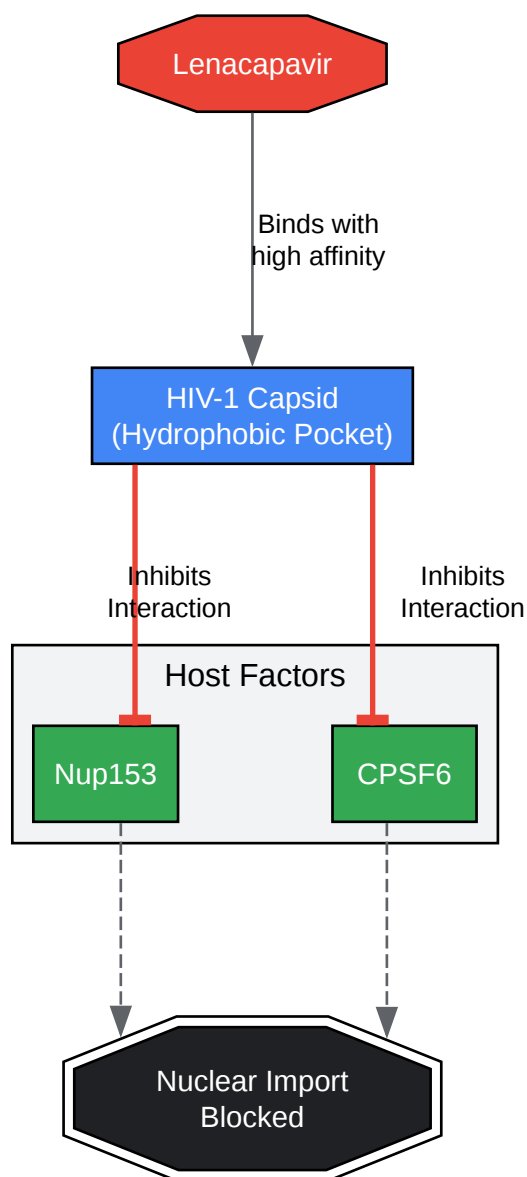 Lenacapavir
Binds with
high affinity
HIV-1 Capsid
(Hydrophobic Pocket)
Inhibits
Interaction
Inhibits
Interaction
Host Factors
Nup153
CPSF6
Nuclear Import
Blocked